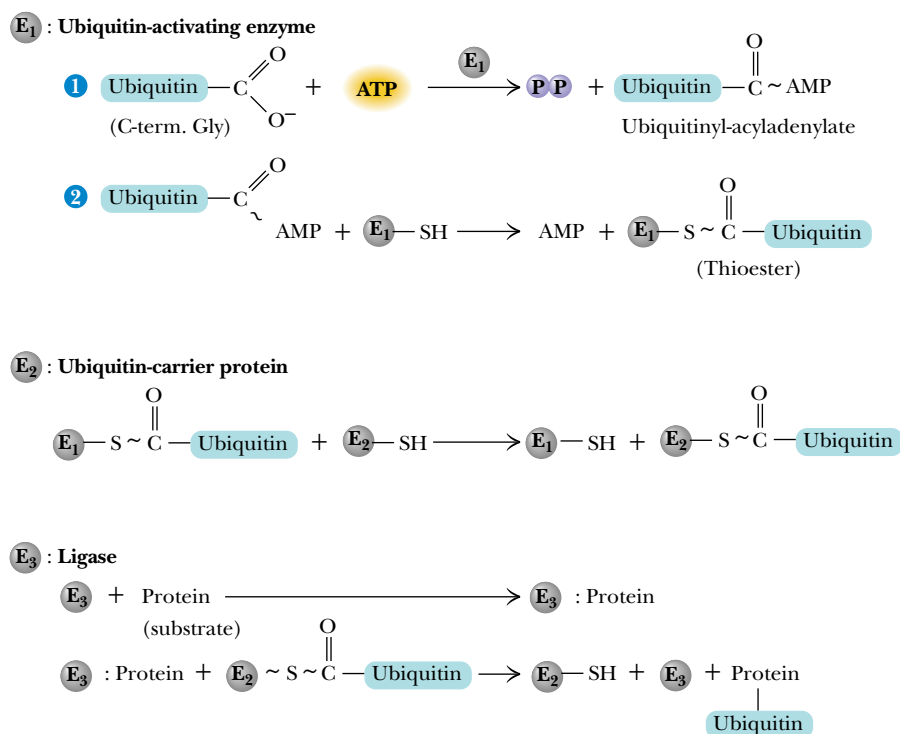 E₁ : Ubiquitin-activating enzyme
1 Ubiquitin—C O O⁻ + ATP E₁ P P + Ubiquitin—C O ~ AMP
(C-term. Gly) Ubiquitinyl-acyladenylate
2 Ubiquitin—C O ~ AMP + E₁—SH AMP + E₁—S ~ C O —Ubiquitin
(Thioester)
E₂ : Ubiquitin-carrier protein
E₁—S ~ C O —Ubiquitin + E₂—SH E₁—SH + E₂—S ~ C O —Ubiquitin
E₃ : Ligase
E₃ + Protein E₃ : Protein
(substrate)
E₃ : Protein + E₂ ~ S ~ C O —Ubiquitin E₂—SH + E₃ + Protein
Ubiquitin